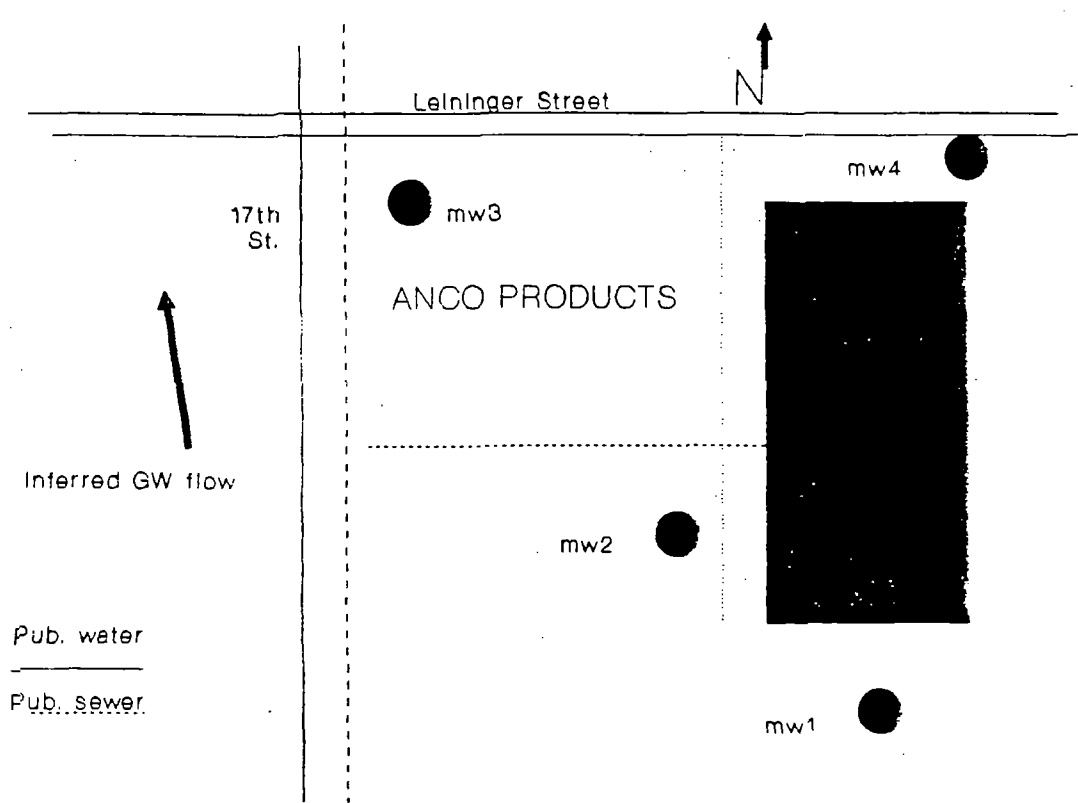 N
Leininger Street
mw4
17th
St.
mw3
ANCO PRODUCTS
Inferred GW flow
mw2
Pub. water
Pub. sewer
mw1